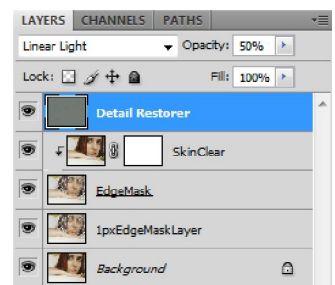 LAYERS CHANNELS PATHS
Linear Light Opacity: 50%
Lock: Fill: 100%
Detail Restorer
SkinClear
EdgeMask
1pxEdgeMaskLayer
Background